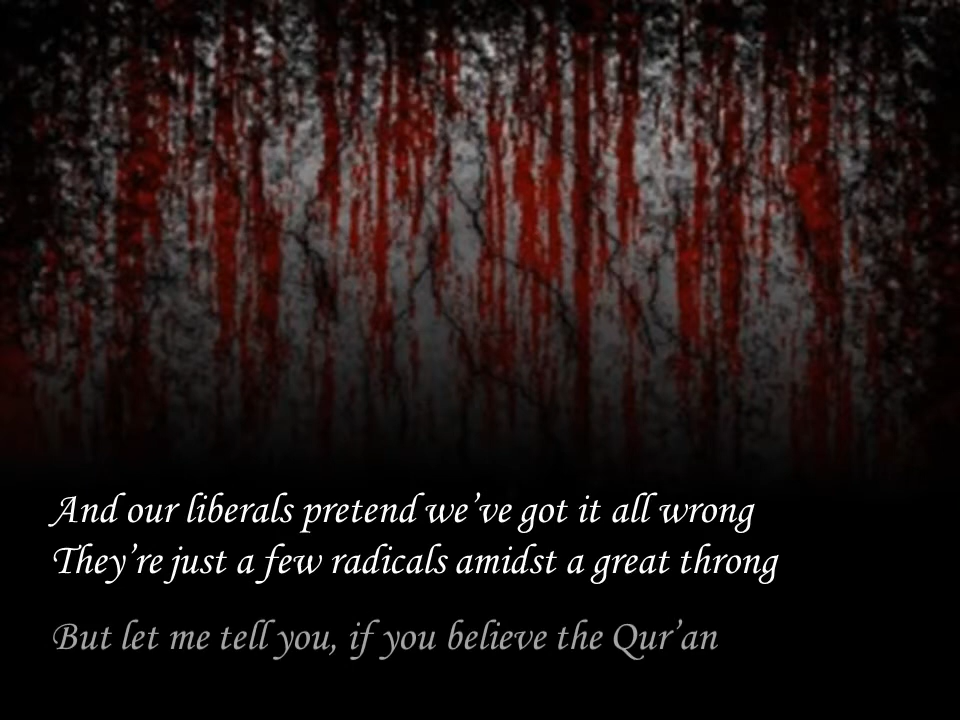 And our liberals pretend we’ve got it all wrong
They’re just a few radicals amidst a great throng
But let me tell you, if you believe the Qur’an